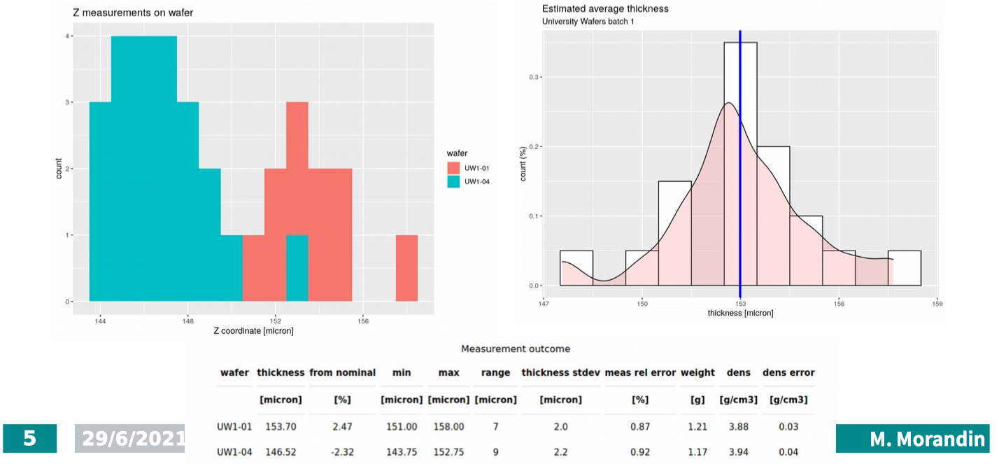 Z measurements on wafer
4
3
2
1
0
count
144 148 152 156
Z coordinate [micron]
wafer
UW1-01
UW1-04
Estimated average thickness
University Wafers batch 1
0.3
0.2
0.1
0.0
count (%)
147 150 153 156 159
thickness [micron]
Measurement outcome
wafer thickness from nominal min max range thickness stdev meas rel error weight dens dens error
[micron] [%] [micron] [micron] [micron] [micron] [%] [g] [g/cm3] [g/cm3]
UW1-01 153.70 2.47 151.00 158.00 7 2.0 0.87 1.21 3.88 0.03
UW1-04 146.52 -2.32 143.75 152.75 9 2.2 0.92 1.17 3.94 0.04
5
29/6/2021
M. Morandin